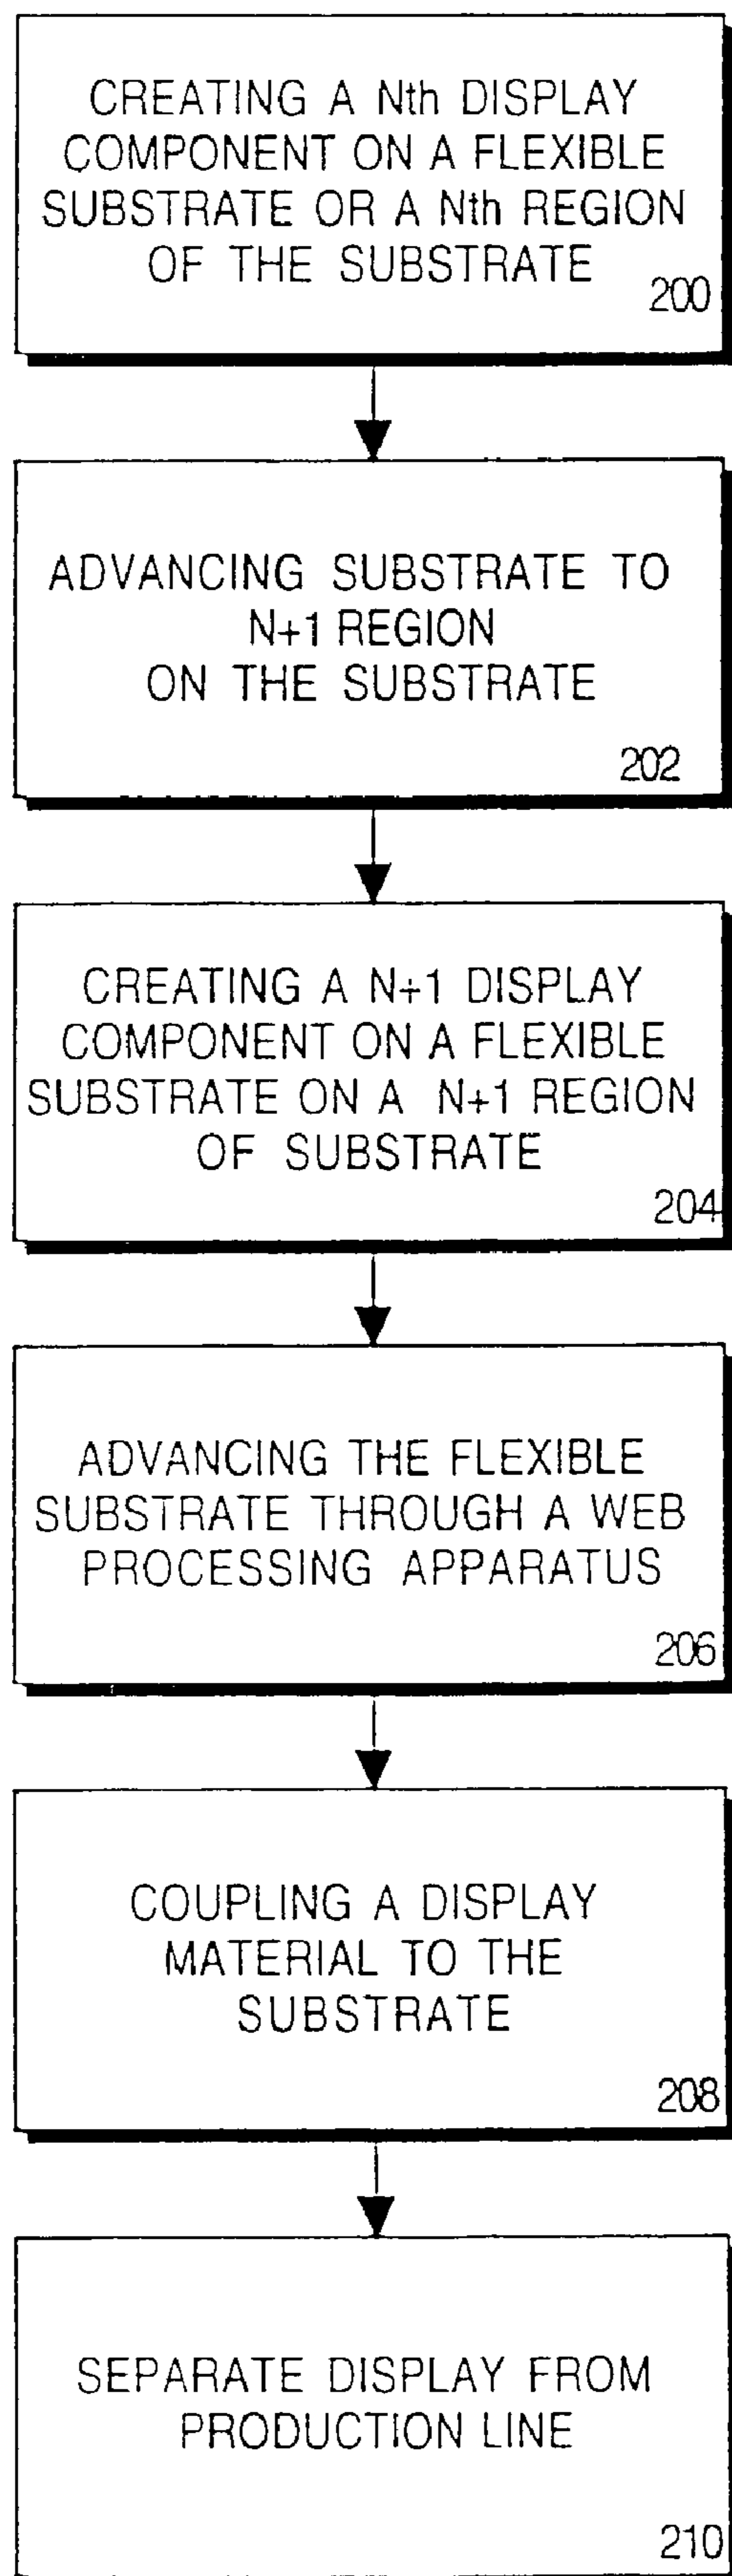 CREATING A Nth DISPLAY
COMPONENT ON A FLEXIBLE
SUBSTRATE OR A Nth REGION
OF THE SUBSTRATE
200
ADVANCING SUBSTRATE TO
N+1 REGION
ON THE SUBSTRATE
202
CREATING A N+1 DISPLAY
COMPONENT ON A FLEXIBLE
SUBSTRATE ON A N+1 REGION
OF SUBSTRATE
204
ADVANCING THE FLEXIBLE
SUBSTRATE THROUGH A WEB
PROCESSING APPARATUS
206
COUPLING A DISPLAY
MATERIAL TO THE
SUBSTRATE
208
SEPARATE DISPLAY FROM
PRODUCTION LINE
210